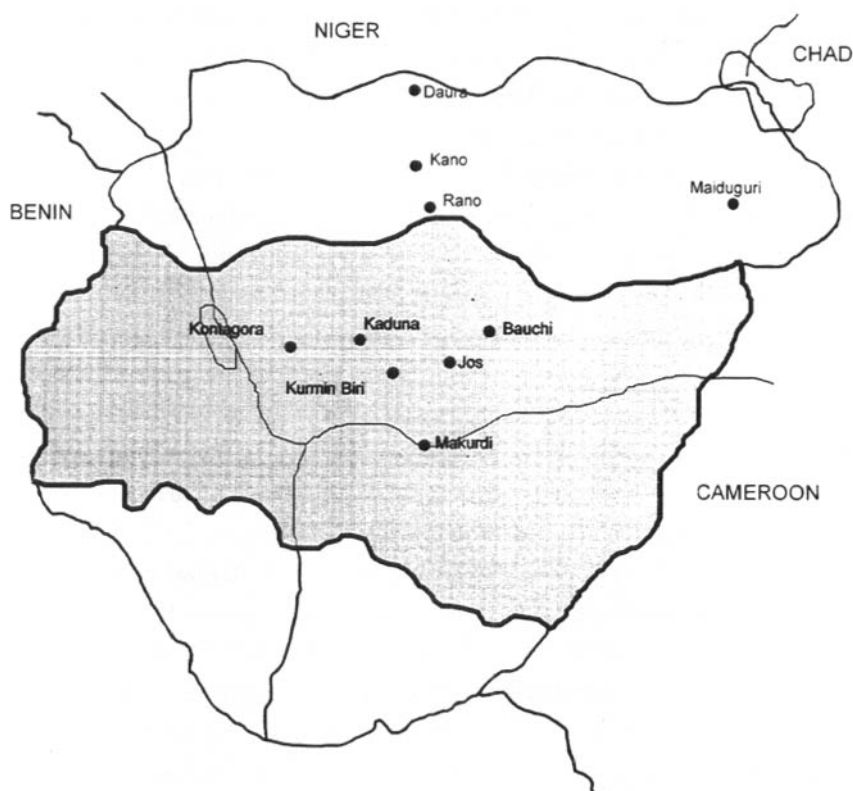 NIGER
CHAD
Daura
Kano
Maiduguri
Rano
BENIN
Kontagora
Kaduna
Bauchi
Jos
Kurmin Biri
Makurdi
CAMEROON